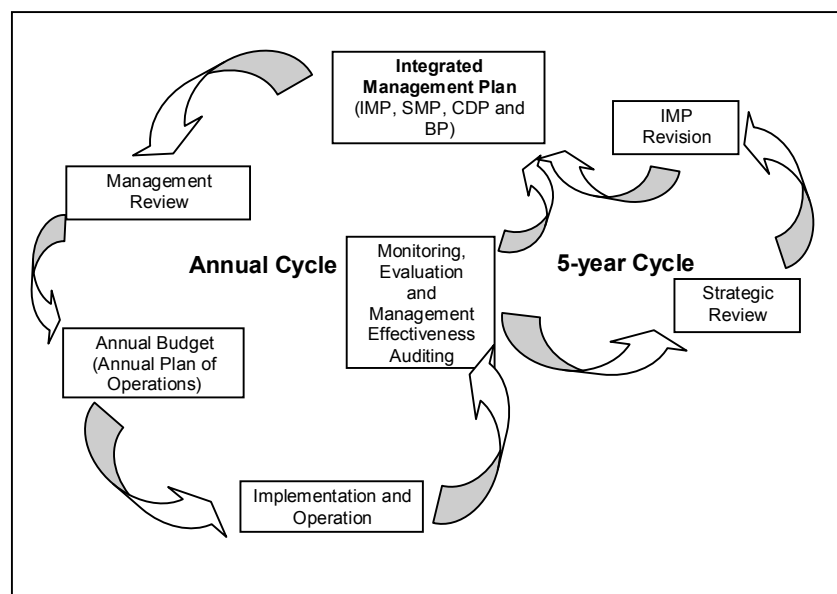 Integrated
Management Plan
(IMP, SMP, CDP and
BP)
IMP
Revision
Management
Review
Annual Cycle
Monitoring,
Evaluation
and
Management
Effectiveness
Auditing
5-year Cycle
Strategic
Review
Annual Budget
(Annual Plan of
Operations)
Implementation and
Operation